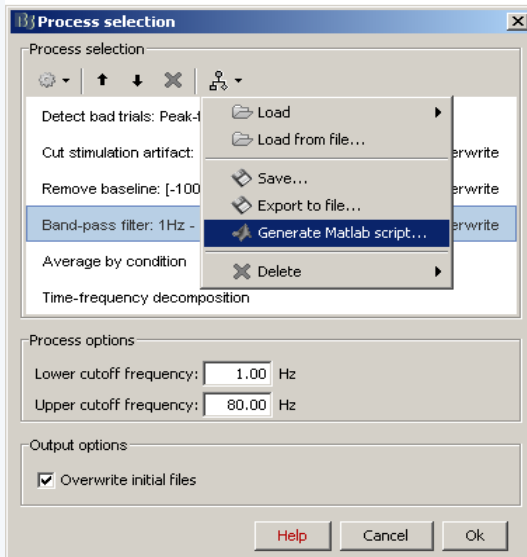 Process selection
Process selection
Detect bad trials: Peak-
Load
Load from file...
Cut stimulation artifact:
erwrite
Save...
Remove baseline: [-100
erwrite
Export to file...
Band-pass filter: 1Hz -
erwrite
Generate Matlab script...
Average by condition
Delete
Time-frequency decomposition
Process options
Lower cutoff frequency: 1.00 Hz
Upper cutoff frequency: 80.00 Hz
Output options
Overwrite initial files
Help Cancel Ok